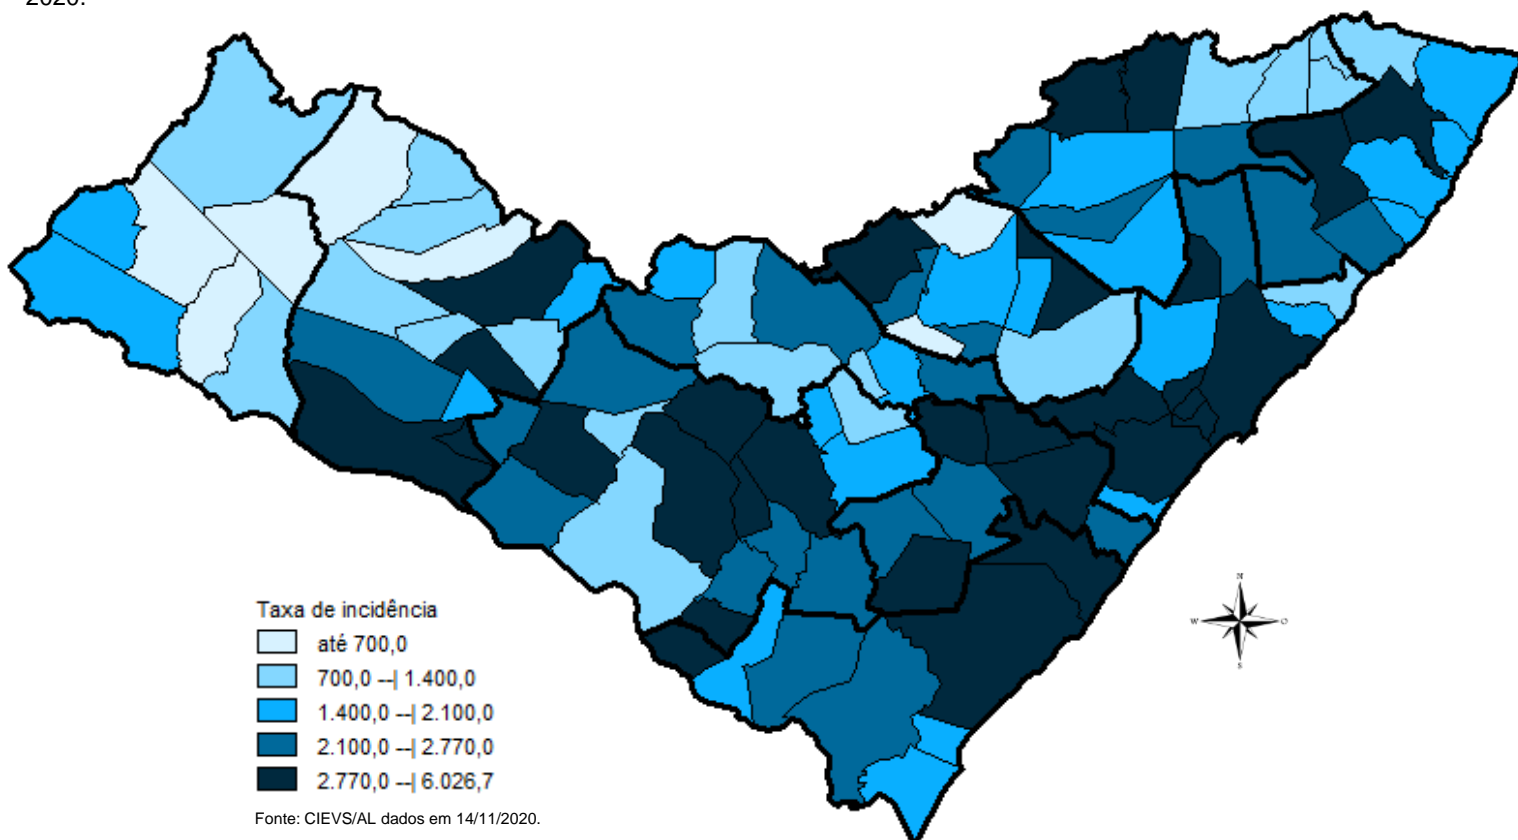 2020.
Taxa de incidência
até 700,0
700,0 --| 1.400,0
1.400,0 --| 2.100,0
2.100,0 --| 2.770,0
2.770,0 --| 6.026,7
Fonte: CIEVS/AL dados em 14/11/2020.
N
W
O
S